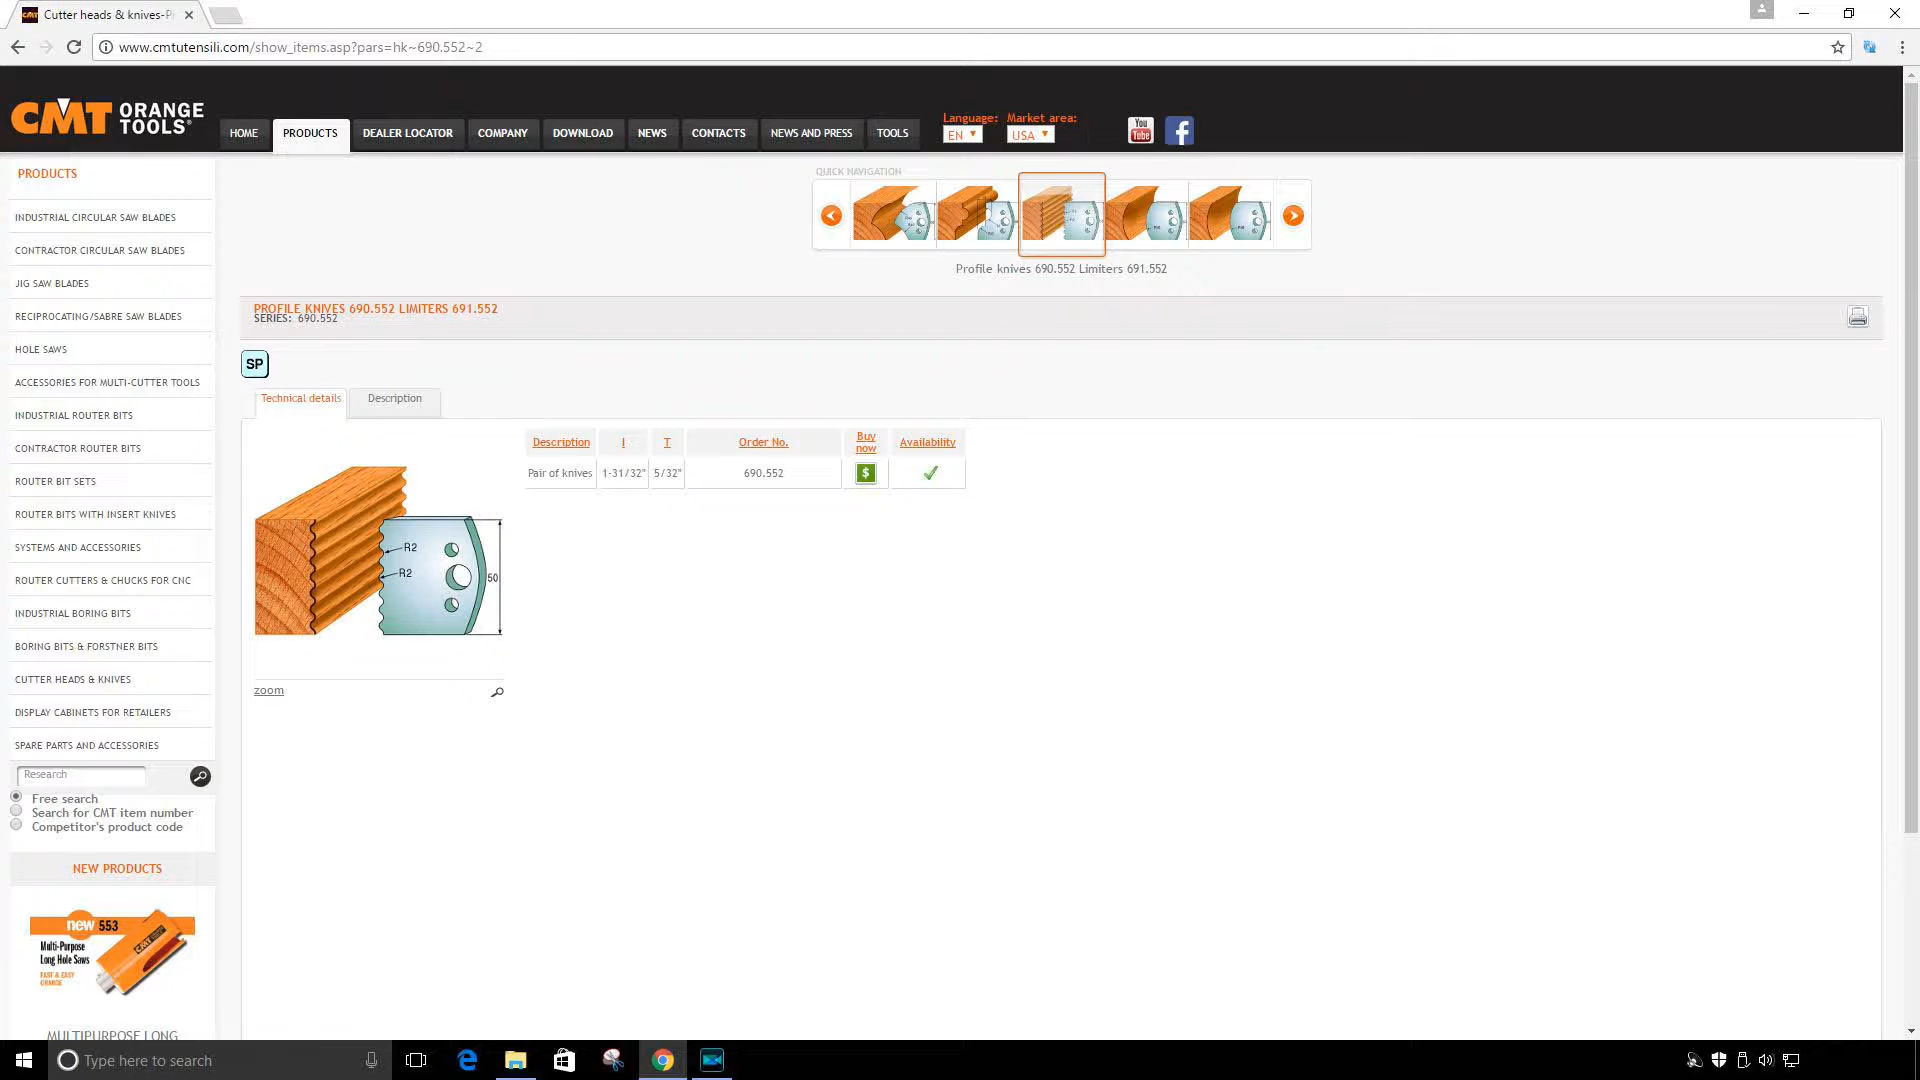 Cutter heads & knives-P
www.cmtutensili.com/show_items.asp?pars=hk~690.552~2
CMT ORANGE TOOLS
HOME
PRODUCTS
DEALER LOCATOR
COMPANY
DOWNLOAD
NEWS
CONTACTS
NEWS AND PRESS
TOOLS
Language:
EN
Market area:
USA
You Tube
PRODUCTS
INDUSTRIAL CIRCULAR SAW BLADES
CONTRACTOR CIRCULAR SAW BLADES
JIG SAW BLADES
RECIPROCATING/SABRE SAW BLADES
HOLE SAWS
ACCESSORIES FOR MULTI-CUTTER TOOLS
INDUSTRIAL ROUTER BITS
CONTRACTOR ROUTER BITS
ROUTER BIT SETS
ROUTER BITS WITH INSERT KNIVES
SYSTEMS AND ACCESSORIES
ROUTER CUTTERS & CHUCKS FOR CNC
INDUSTRIAL BORING BITS
BORING BITS & FORSTNER BITS
CUTTER HEADS & KNIVES
DISPLAY CABINETS FOR RETAILERS
SPARE PARTS AND ACCESSORIES
Research
Free search
Search for CMT item number
Competitor's product code
NEW PRODUCTS
new 553
Multi-Purpose
Long Hole Saws
FAST & EASY
CMT
MULTIPURPOSE LONG
QUICK NAVIGATION
Profile knives 690.552 Limiters 691.552
PROFILE KNIVES 690.552 LIMITERS 691.552
SERIES: 690.552
SP
Technical details
Description
Description I T Order No. Buy now Availability
Pair of knives 1-31/32" 5/32" 690.552 $
R2
R2
50
zoom
Type here to search